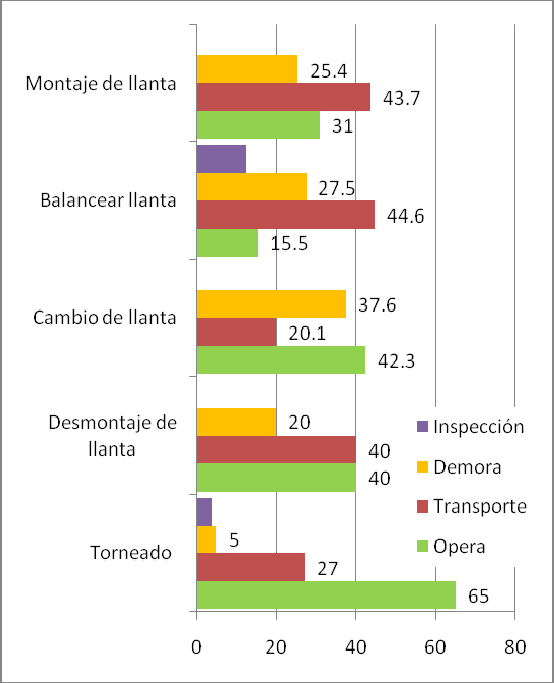 Montaje de llanta
25.4
43.7
31
Balancear llanta
27.5
44.6
15.5
Cambio de llanta
37.6
20.1
42.3
Desmontaje de
llanta
20
40
40
Inspección
Demora
Transporte
Opera
Torneado
5
27
65
0 20 40 60 80